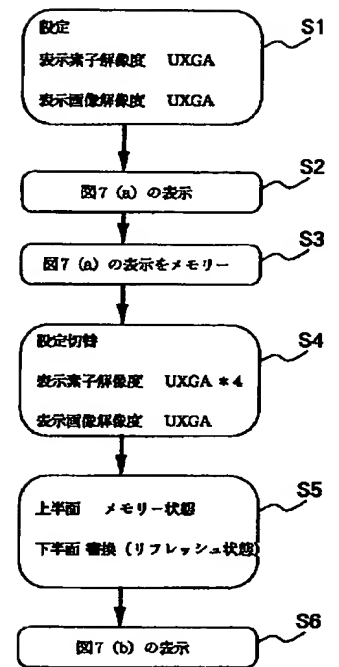 S1
設定
表示素子解像度 UXGA
表示画像解像度 UXGA
S2
図7 (a) の表示
S3
図7 (a) の表示をメモリー
S4
設定切替
表示素子解像度 UXGA * 4
表示画像解像度 UXGA
S5
上半面 メモリー状態
下半面 書換 (リフレッシュ状態)
S6
図7 (b) の表示